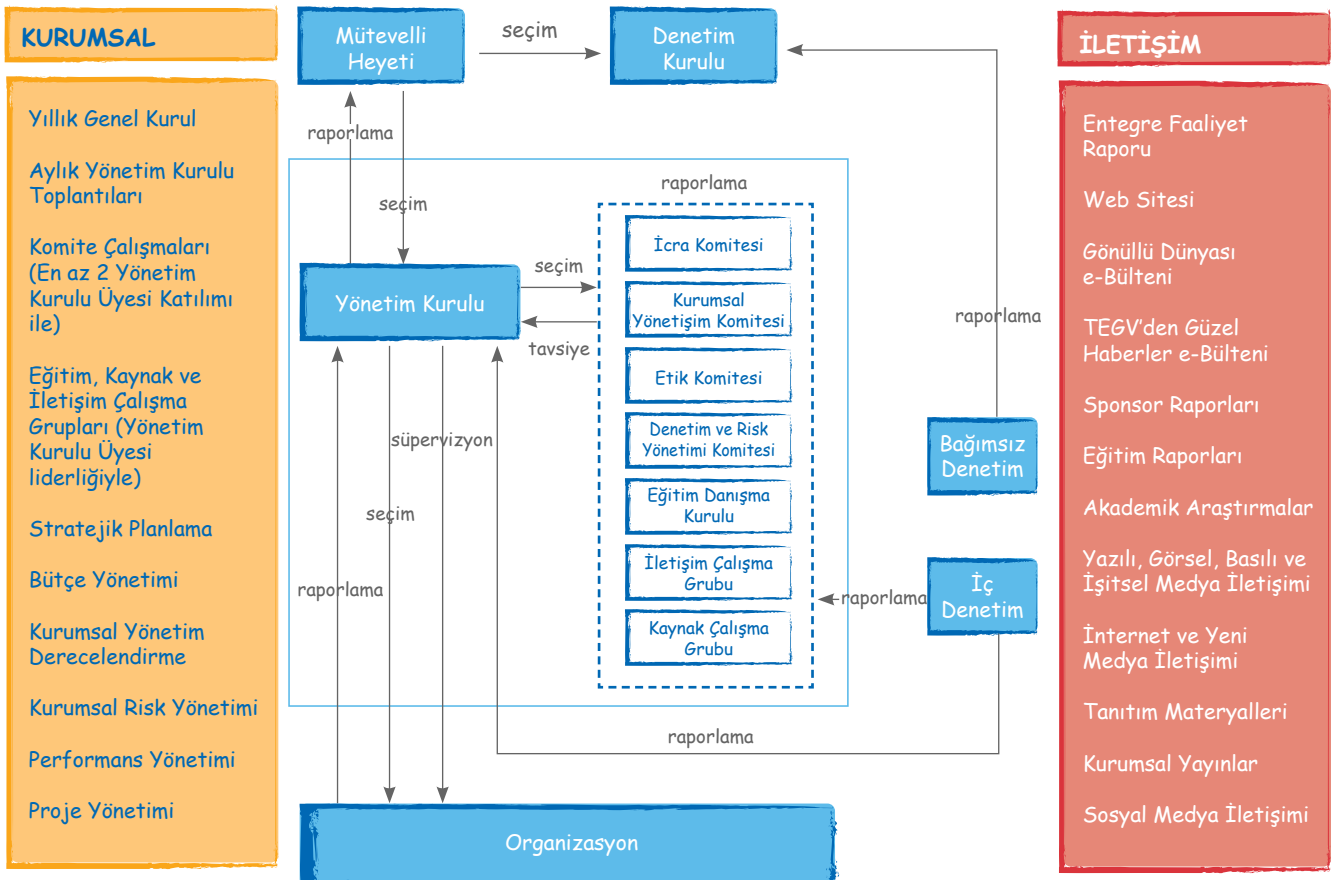 KURUMSAL
Yıllık Genel Kurul
Aylık Yönetim Kurulu
Toplantıları
Komite Çalışmaları
(En az 2 Yönetim
Kurulu Üyesi Katılımı
ile)
Eğitim, Kaynak ve
İletişim Çalışma
Grupları (Yönetim
Kurulu Üyesi
liderliğiyle)
Stratejik Planlama
Bütçe Yönetimi
Kurumsal Yönetim
Derecelendirme
Kurumsal Risk Yönetimi
Performans Yönetimi
Proje Yönetimi
Mütevelli
Heyeti
seçim
Denetim
Kurulu
raporlama
seçim
raporlama
Yönetim Kurulu
seçim
tavsiye
İcra Komitesi
Kurumsal
Yönetişim Komitesi
Etik Komitesi
Denetim ve Risk
Yönetimi Komitesi
Eğitim Danışma
Kurulu
İletişim Çalışma
Grubu
Kaynak Çalışma
Grubu
süpervizyon
seçim
raporlama
raporlama
Bağımsız
Denetim
raporlama
İç
Denetim
raporlama
Organizasyon
İLETİŞİM
Entegre Faaliyet
Raporu
Web Sitesi
Gönüllü Dünyası
e-Bülteni
TEGV’den Güzel
Haberler e-Bülteni
Sponsor Raporları
Eğitim Raporları
Akademik Araştırmalar
Yazılı, Görsel, Basılı ve
İşitsel Medya İletişimi
İnternet ve Yeni
Medya İletişimi
Tanıtım Materyalleri
Kurumsal Yayınlar
Sosyal Medya İletişimi